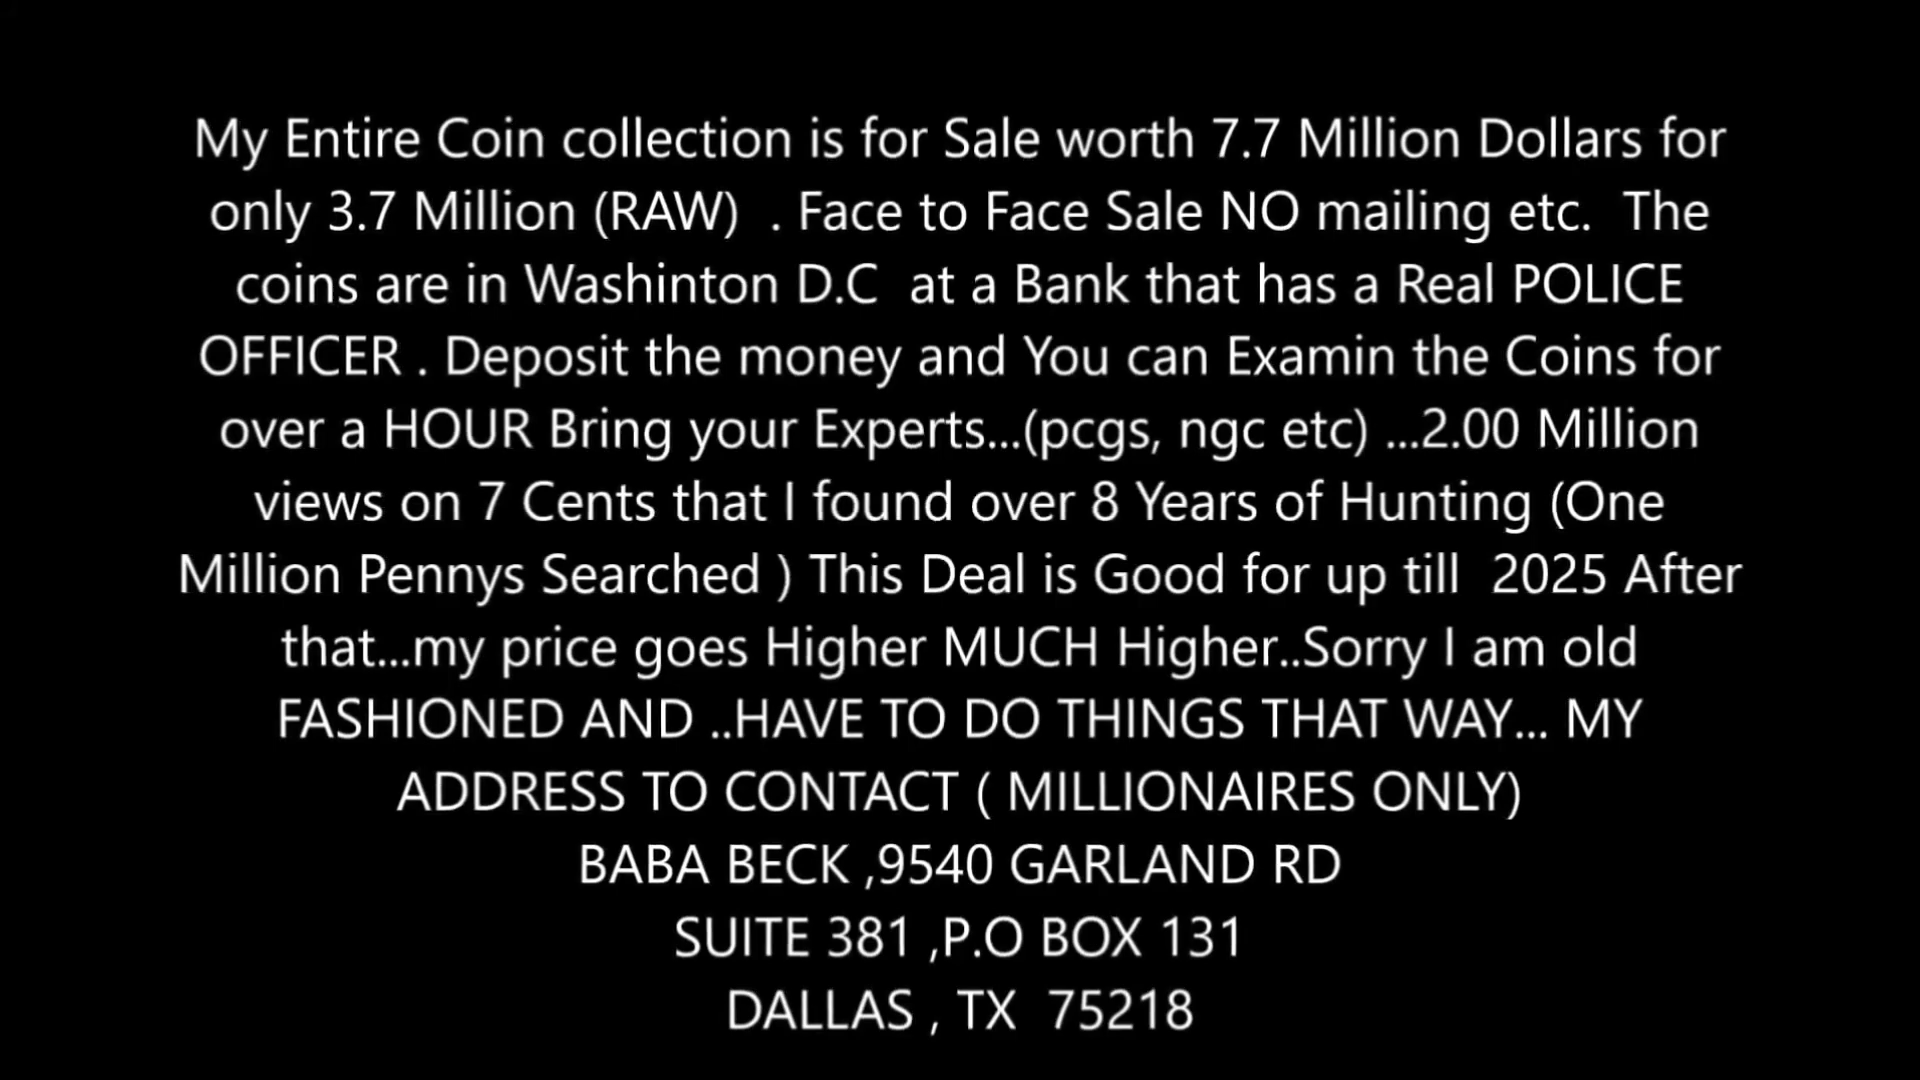 My Entire Coin collection is for Sale worth 7.7 Million Dollars for
only 3.7 Million (RAW)  . Face to Face Sale NO mailing etc.  The
coins are in Washinton D.C  at a Bank that has a Real POLICE
OFFICER . Deposit the money and You can Examin the Coins for
over a HOUR Bring your Experts...(pcgs, ngc etc) ...2.00 Million
views on 7 Cents that I found over 8 Years of Hunting (One
Million Pennys Searched ) This Deal is Good for up till  2025 After
that...my price goes Higher MUCH Higher..Sorry I am old
FASHIONED AND ..HAVE TO DO THINGS THAT WAY... MY
ADDRESS TO CONTACT ( MILLIONAIRES ONLY)
BABA BECK ,9540 GARLAND RD
SUITE 381 ,P.O BOX 131
DALLAS , TX  75218